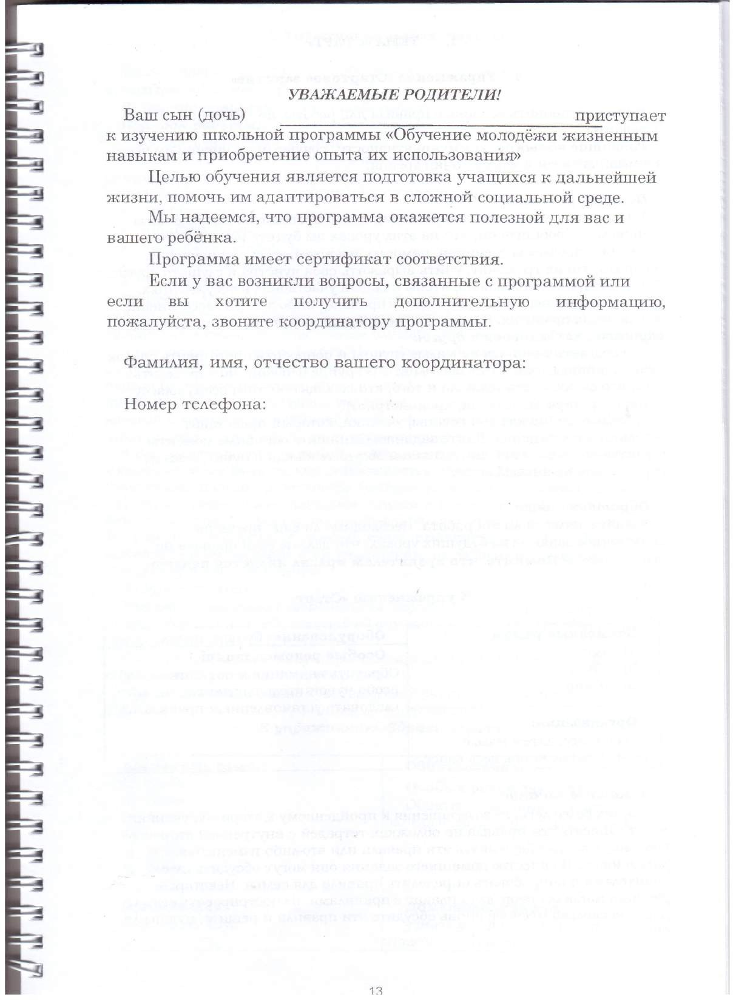 УВАЖАЕМЫЕ РОДИТЕЛИ!
Ваш сын (дочь) ________________ приступает
к изучению школьной программы «Обучение молодёжи жизненным
навыкам и приобретение опыта их использования»
Целью обучения является подготовка учащихся к дальнейшей
жизни, помочь им адаптироваться в сложной социальной среде.
Мы надеемся, что программа окажется полезной для вас и
вашего ребёнка.
Программа имеет сертификат соответствия.
Если у вас возникли вопросы, связанные с программой или
если вы хотите получить дополнительную информацию,
пожалуйста, звоните координатору программы.
Фамилия, имя, отчество вашего координатора:
Номер телефона:
13